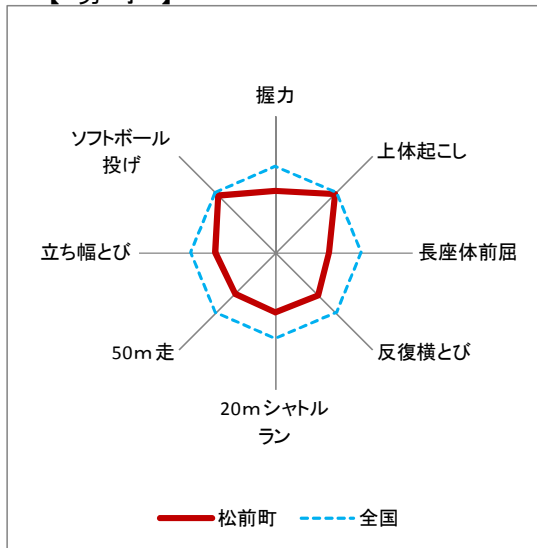 握力
上体起こし
長座体前屈
反復横とび
20mシャトル
ラン
50m走
立ち幅とび
ソフトボール
投げ
松前町
全国